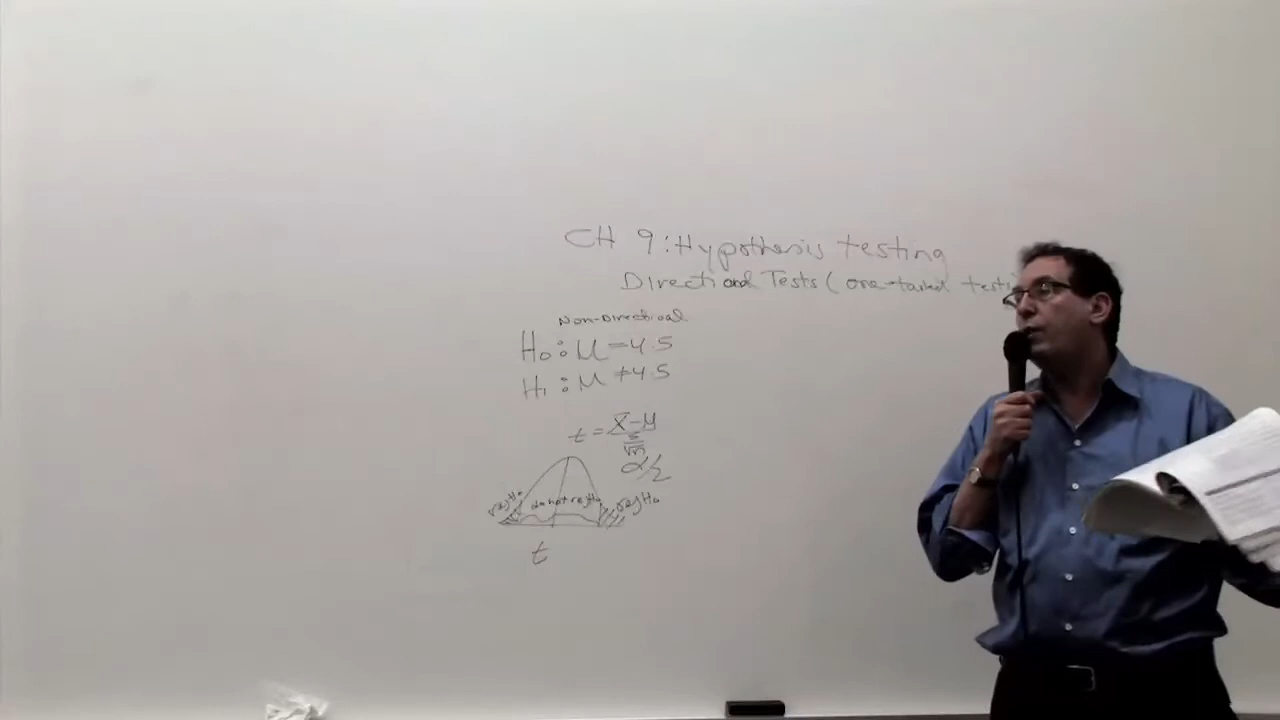 CH 9: Hypothesis testing
Directional Tests (one-tailed tests
Non-Directional
H₀: μ = 4.5
H₁: μ ≠ 4.5
t = x̄ - μ / s/√n
α/2
rej H₀ do not rej H₀ rej H₀
t